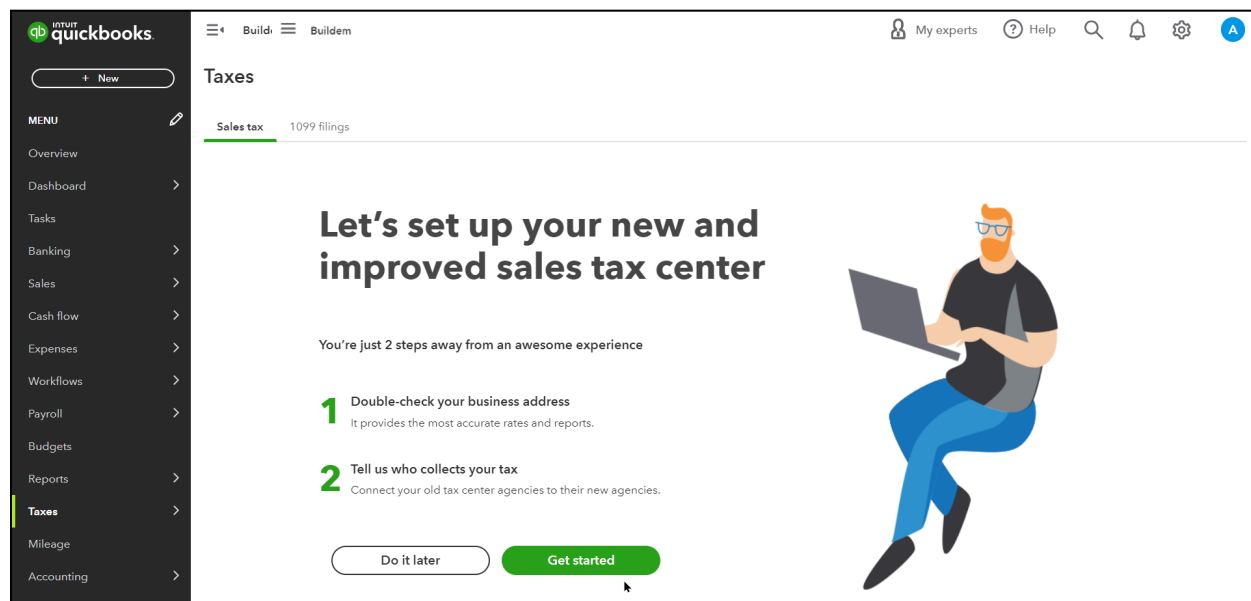 qb INTUIT quickbooks.
Build Buildem
My experts ? Help A
+ New
Taxes
MENU
Sales tax 1099 filings
Overview
Dashboard
Tasks
Banking
Sales
Cash flow
Expenses
Workflows
Payroll
Budgets
Reports
Taxes
Mileage
Accounting
Let's set up your new and
improved sales tax center
You're just 2 steps away from an awesome experience
1 Double-check your business address
It provides the most accurate rates and reports.
2 Tell us who collects your tax
Connect your old tax center agencies to their new agencies.
Do it later Get started